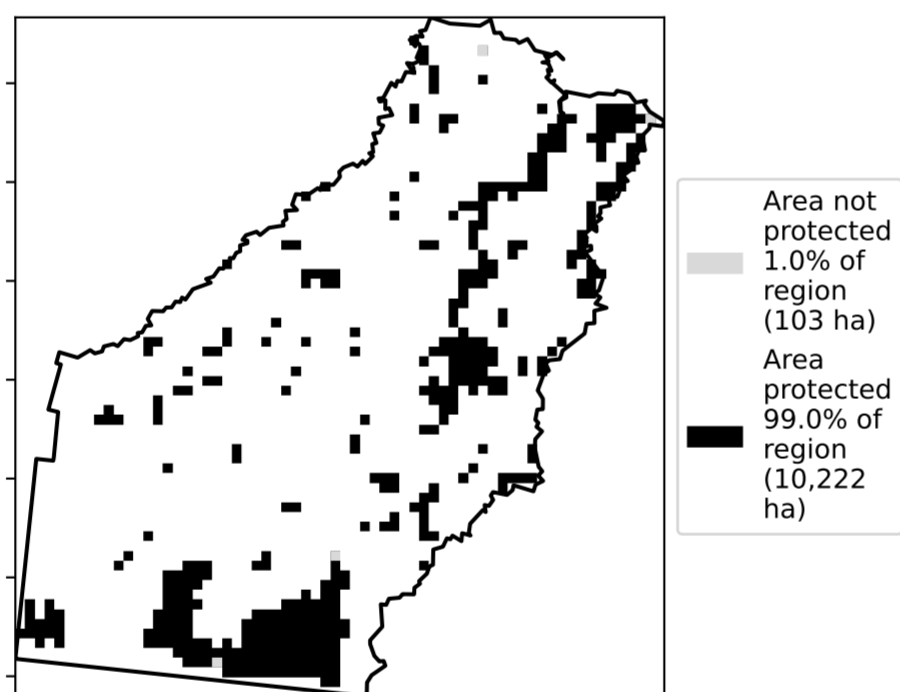 Area not
protected
1.0% of
region
(103 ha)
Area
protected
99.0% of
region
(10,222
ha)